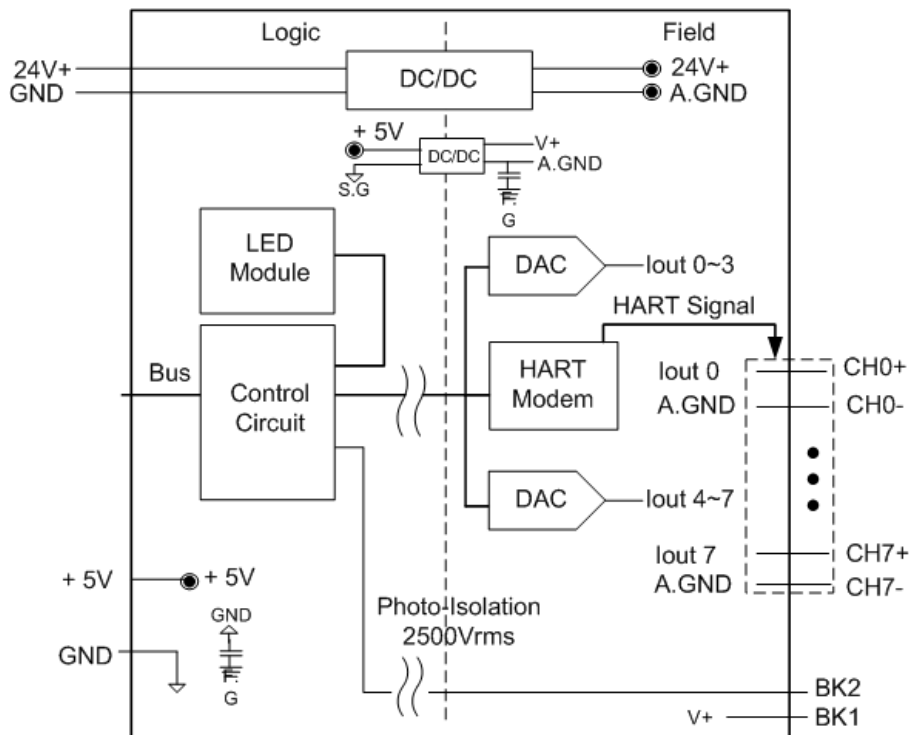 Logic
Field
24V+
GND
DC/DC
24V+
A.GND
+ 5V
S.G
DC/DC
V+
A.GND
F.
G
LED
Module
DAC
Iout 0~3
HART Signal
Bus
Control
Circuit
HART
Modem
Iout 0
CH0+
A.GND
CH0-
DAC
Iout 4~7
Iout 7
CH7+
A.GND
CH7-
+ 5V
+ 5V
GND
F.
G
GND
Photo-Isolation
2500Vrms
BK2
V+
BK1